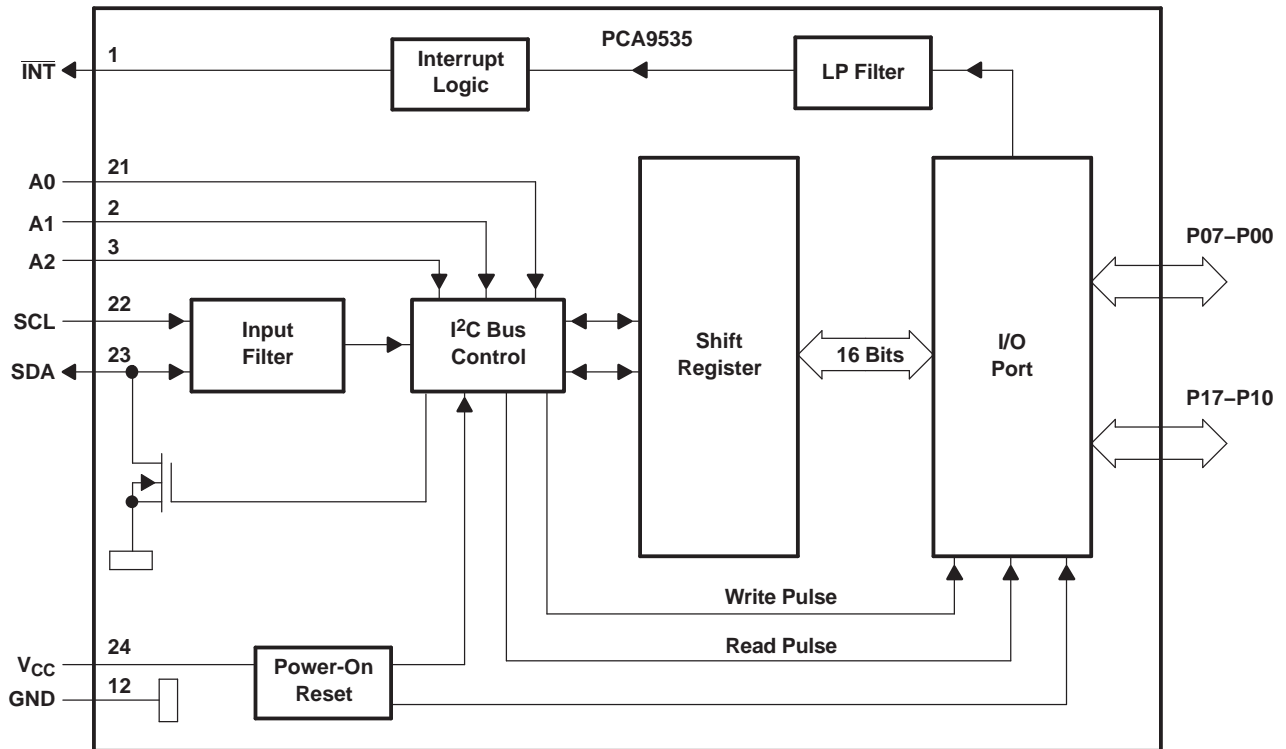 PCA9535
INT
1
Interrupt
Logic
LP Filter
A0
21
A1
2
A2
3
SCL
22
SDA
23
Input
Filter
I²C Bus
Control
Shift
Register
16 Bits
I/O
Port
P07–P00
P17–P10
Write Pulse
Read Pulse
VCC
24
GND
12
Power-On
Reset